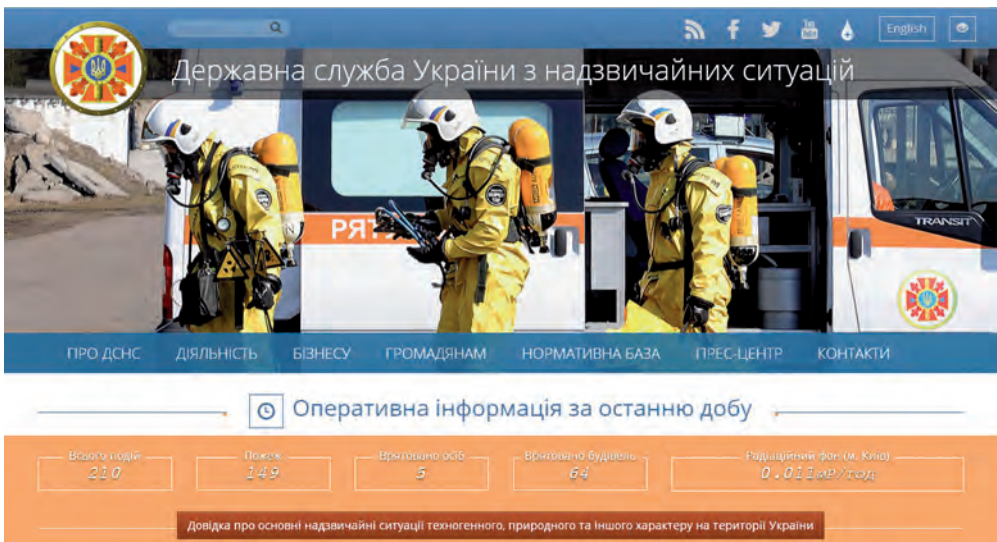 English
Державна служба України з надзвичайних ситуацій
РЯТ
TRANSIT
N
ПРО ДСНС ДІЯЛЬНІСТЬ БІЗНЕСУ ГРОМАДЯНАМ НОРМАТИВНА БАЗА ПРЕС-ЦЕНТР КОНТАКТИ
Оперативна інформація за останню добу
Всього подій Пожеж Врятовано осіб Врятовано будівель Радіаційний фон (м. Київ)
210 149 5 64 0.011мР/год
Довідка про основні надзвичайні ситуації техногенного, природного та іншого характеру на території України